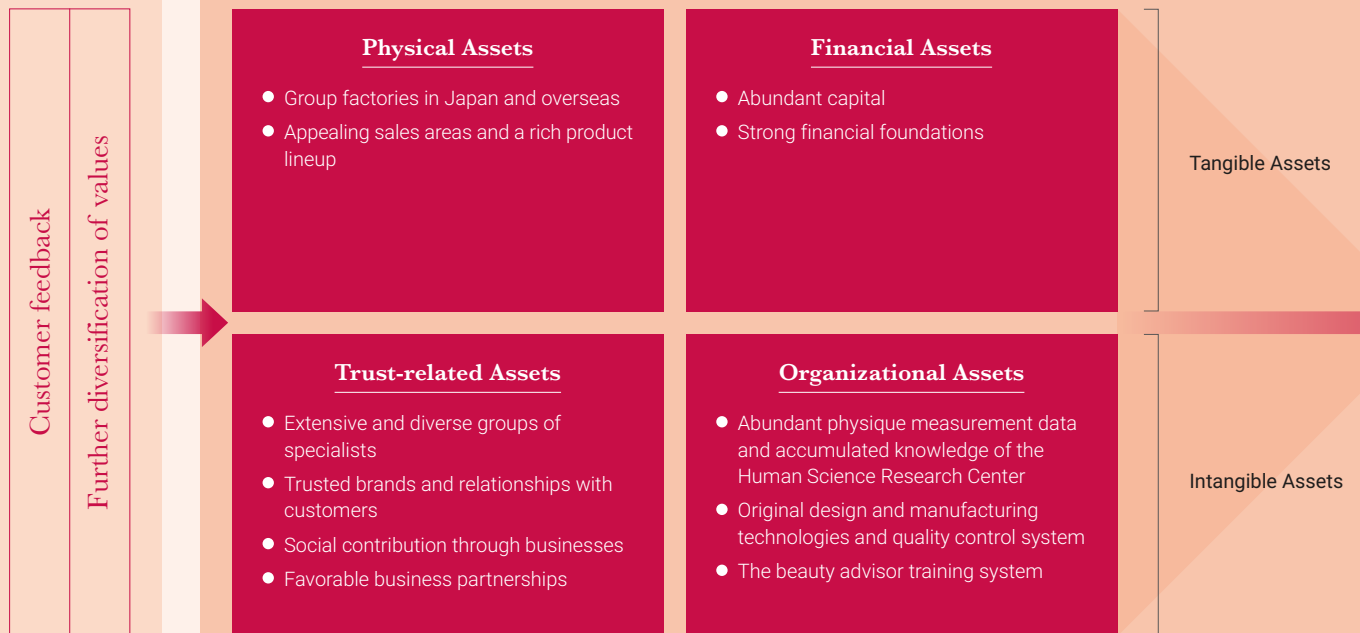 Customer feedback
Further diversification of values
Physical Assets
Group factories in Japan and overseas
Appealing sales areas and a rich product
lineup
Financial Assets
Abundant capital
Strong financial foundations
Tangible Assets
Trust-related Assets
Extensive and diverse groups of
specialists
Trusted brands and relationships with
customers
Social contribution through businesses
Favorable business partnerships
Organizational Assets
Abundant physique measurement data
and accumulated knowledge of the
Human Science Research Center
Original design and manufacturing
technologies and quality control system
The beauty advisor training system
Intangible Assets